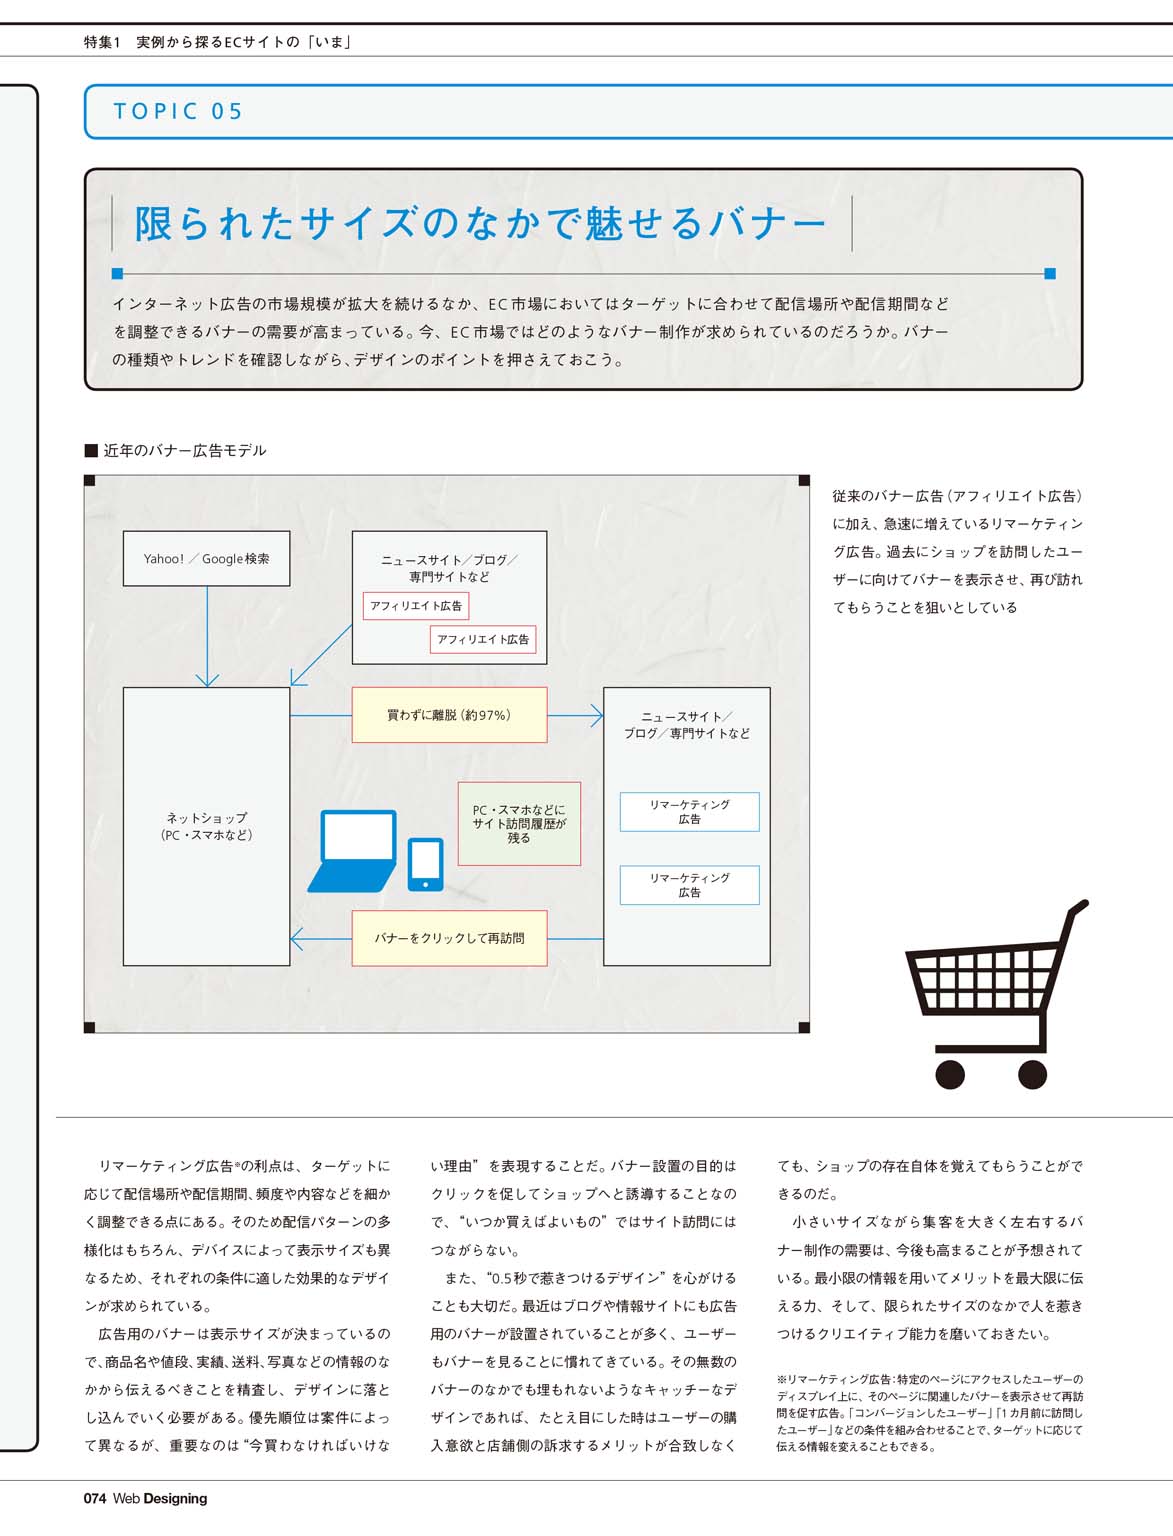 特集1　実例から探るECサイトの「いま」
TOPIC 05
限られたサイズのなかで魅せるバナー
インターネット広告の市場規模が拡大を続けるなか、EC市場においてはターゲットに合わせて配信場所や配信期間など
を調整できるバナーの需要が高まっている。今、EC市場ではどのようなバナー制作が求められているのだろうか。バナー
の種類やトレンドを確認しながら、デザインのポイントを押さえておこう。
■ 近年のバナー広告モデル
Yahoo! ／Google検索
ニュースサイト／ブログ／
専門サイトなど
アフィリエイト広告
アフィリエイト広告
買わずに離脱（約97%）
ニュースサイト／
ブログ／専門サイトなど
リマーケティング
広告
リマーケティング
広告
ネットショップ
（PC・スマホなど）
PC・スマホなどに
サイト訪問履歴が
残る
バナーをクリックして再訪問
従来のバナー広告（アフィリエイト広告）
に加え、急速に増えているリマーケティン
グ広告。過去にショップを訪問したユー
ザーに向けてバナーを表示させ、再び訪れ
てもらうことを狙いとしている
リマーケティング広告※の利点は、ターゲットに
応じて配信場所や配信期間、頻度や内容などを細か
く調整できる点にある。そのため配信パターンの多
様化はもちろん、デバイスによって表示サイズも異
なるため、それぞれの条件に適した効果的なデザイ
ンが求められている。
広告用のバナーは表示サイズが決まっているの
で、商品名や値段、実績、送料、写真などの情報のな
かから伝えるべきことを精査し、デザインに落と
し込んでいく必要がある。優先順位は案件によっ
て異なるが、重要なのは“今買わなければいけな
い理由”を表現することだ。バナー設置の目的は
クリックを促してショップへと誘導することなの
で、“いつか買えばよいもの”ではサイト訪問には
つながらない。
また、“0.5秒で惹きつけるデザイン”を心がける
ことも大切だ。最近はブログや情報サイトにも広告
用のバナーが設置されていることが多く、ユーザー
もバナーを見ることに慣れてきている。その無数の
バナーのなかでも埋もれないようなキャッチーなデ
ザインであれば、たとえ目にした時はユーザーの購
入意欲と店舗側の訴求するメリットが合致しなく
ても、ショップの存在自体を覚えてもらうことがで
きるのだ。
小さいサイズながら集客を大きく左右するバ
ナー制作の需要は、今後も高まることが予想されて
いる。最小限の情報を用いてメリットを最大限に伝
える力、そして、限られたサイズのなかで人を惹き
つけるクリエイティブ能力を磨いておきたい。
※リマーケティング広告：特定のページにアクセスしたユーザーの
ディスプレイ上に、そのページに関連したバナーを表示させて再訪
問を促す広告。「コンバージョンしたユーザー」「1カ月前に訪問し
たユーザー」などの条件を組み合わせることで、ターゲットに応じて
伝える情報を変えることもできる。
074 Web Designing